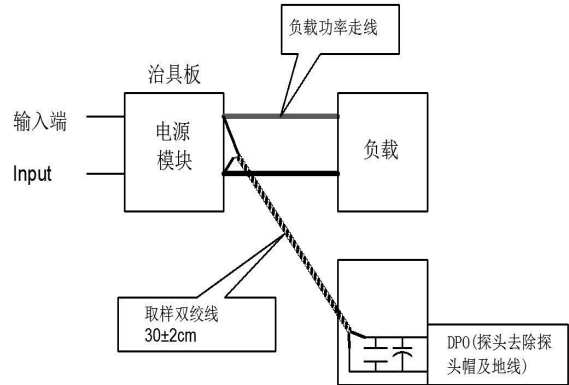 负载功率走线
治具板
输入端
Input
电源
模块
负载
取样双绞线
30±2cm
DPO(探头去除探
头帽及地线)